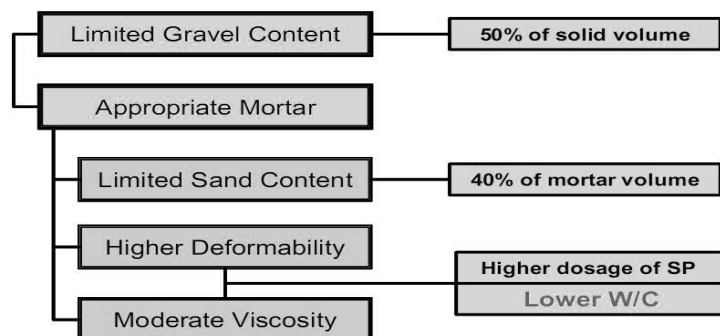 Limited Gravel Content
50% of solid volume
Appropriate Mortar
Limited Sand Content
40% of mortar volume
Higher Deformability
Higher dosage of SP
Lower W/C
Moderate Viscosity